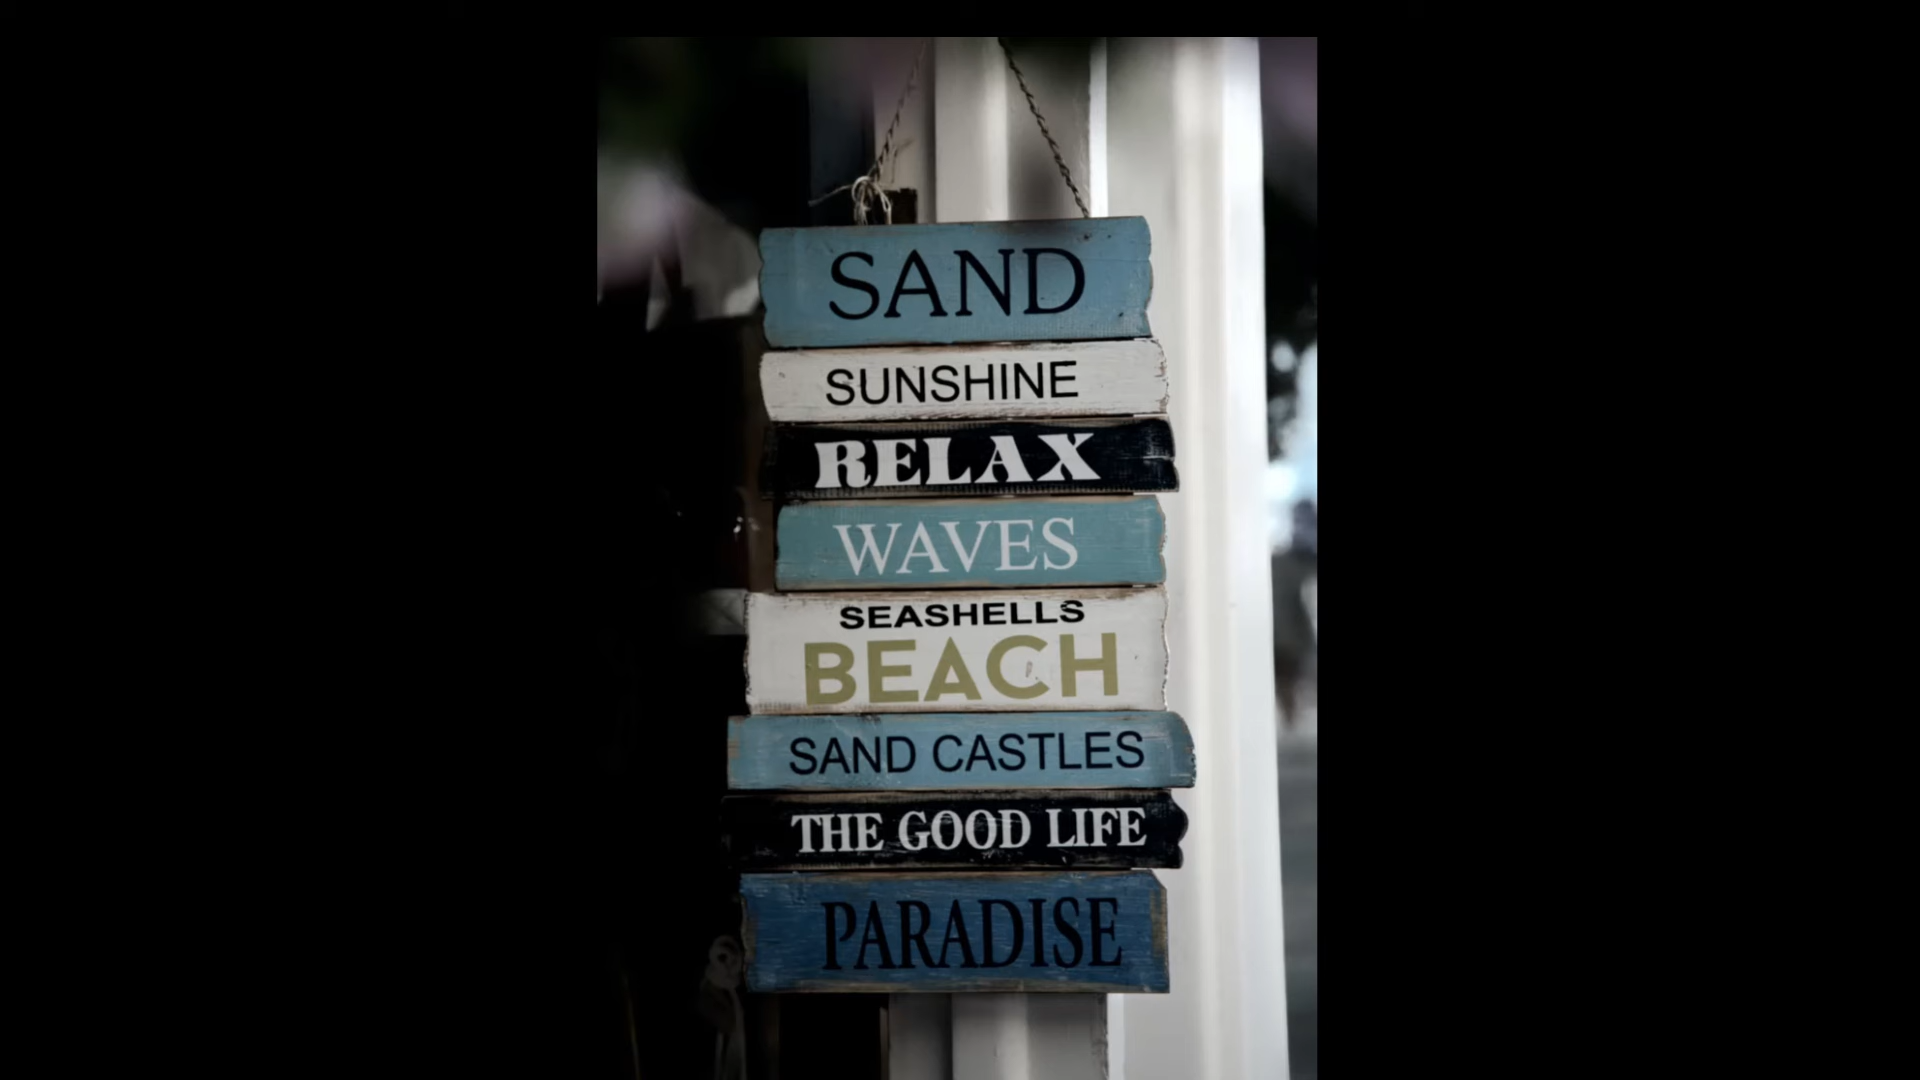 SAND
SUNSHINE
RELAX
WAVES
SEASHELLS
BEACH
SAND CASTLES
THE GOOD LIFE
PARADISE